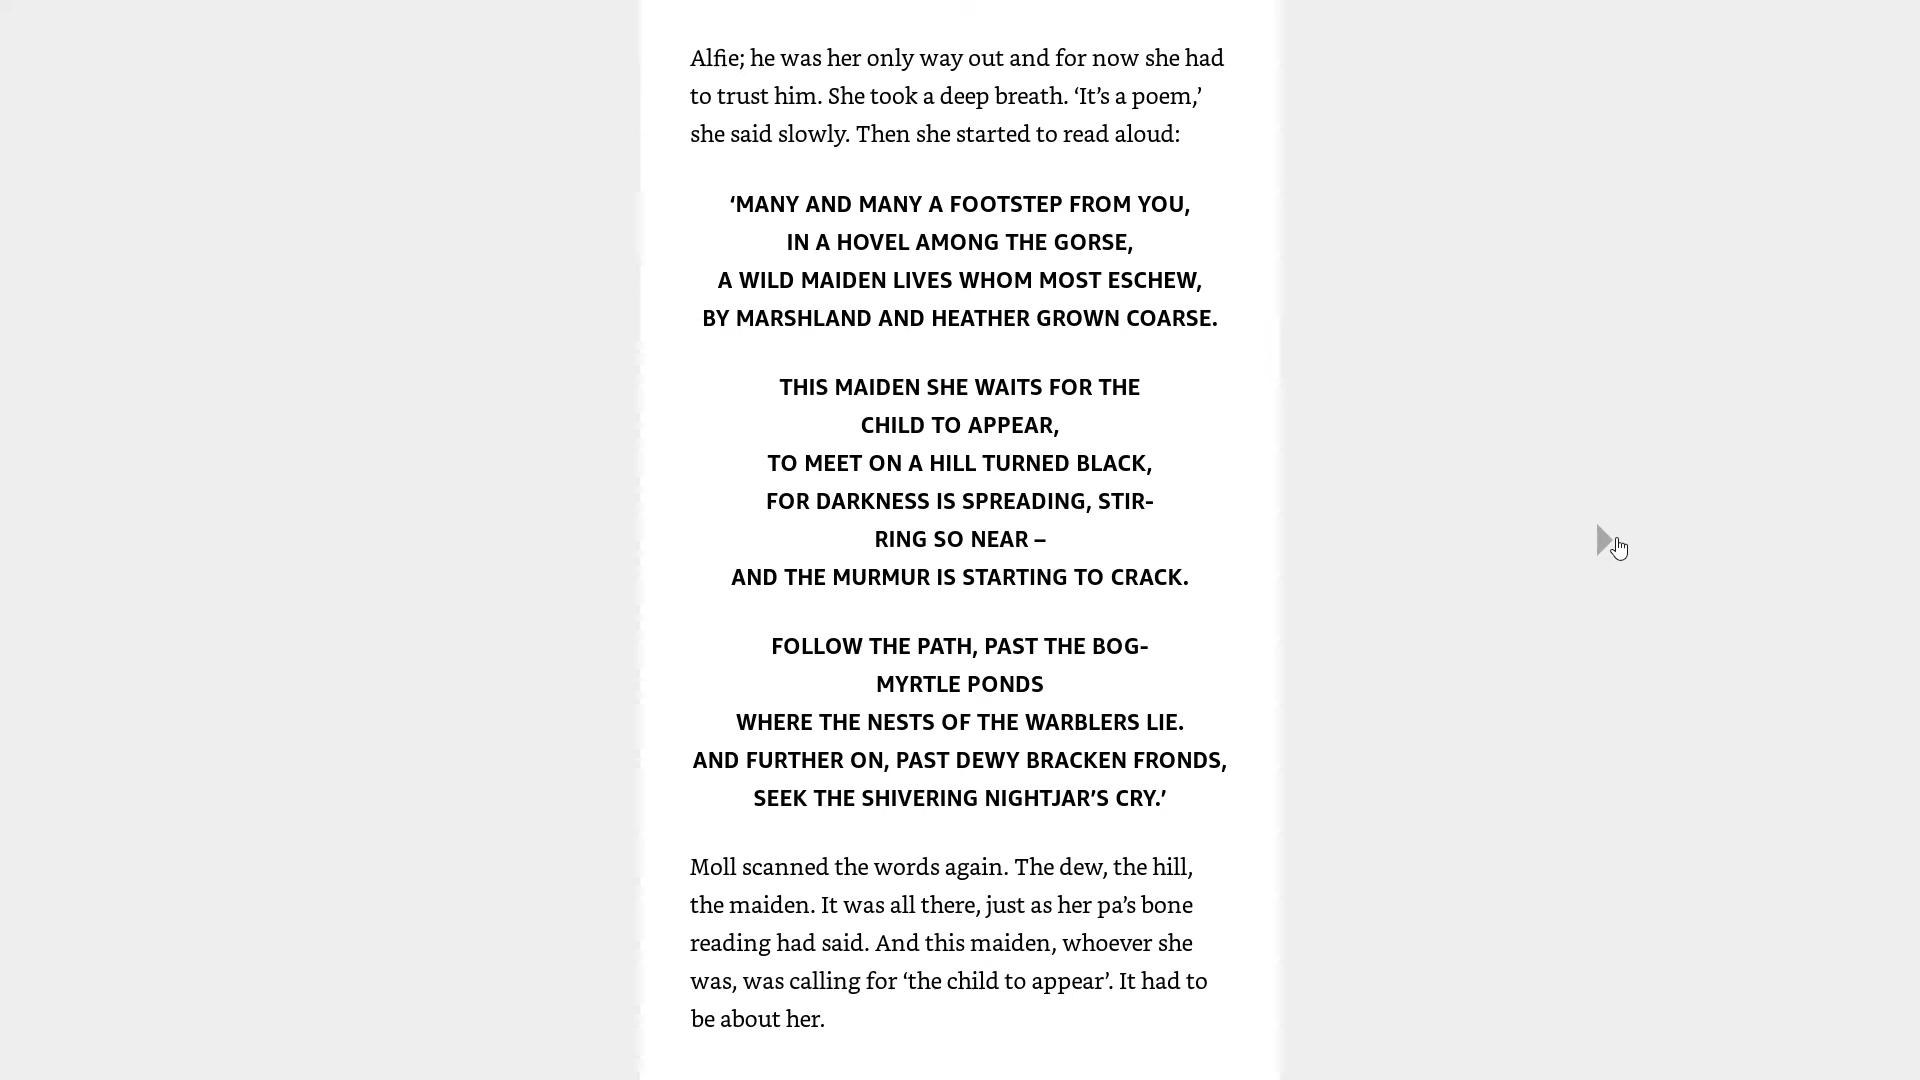 Alfie; he was her only way out and for now she had
to trust him. She took a deep breath. ‘It’s a poem,’
she said slowly. Then she started to read aloud:
‘MANY AND MANY A FOOTSTEP FROM YOU,
IN A HOVEL AMONG THE GORSE,
A WILD MAIDEN LIVES WHOM MOST ESCHEW,
BY MARSHLAND AND HEATHER GROWN COARSE.
THIS MAIDEN SHE WAITS FOR THE
CHILD TO APPEAR,
TO MEET ON A HILL TURNED BLACK,
FOR DARKNESS IS SPREADING, STIR-
RING SO NEAR –
AND THE MURMUR IS STARTING TO CRACK.
FOLLOW THE PATH, PAST THE BOG-
MYRTLE PONDS
WHERE THE NESTS OF THE WARBLERS LIE.
AND FURTHER ON, PAST DEWY BRACKEN FRONDS,
SEEK THE SHIVERING NIGHTJAR’S CRY.’
Moll scanned the words again. The dew, the hill,
the maiden. It was all there, just as her pa’s bone
reading had said. And this maiden, whoever she
was, was calling for ‘the child to appear’. It had to
be about her.